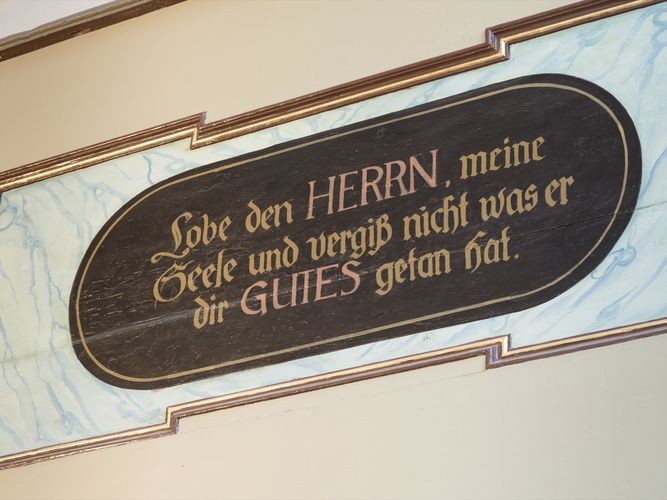 Lobe den HERRN, meine
Seele und vergiß nicht was er
dir GUTES getan hat.